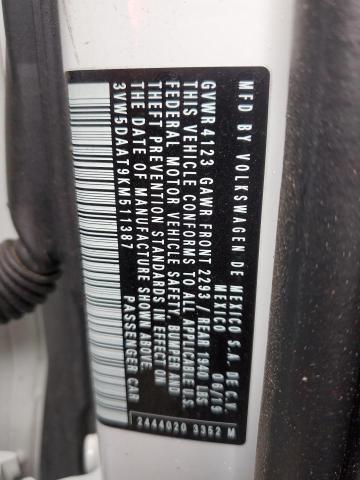 MFD BY VOLKSWAGEN DE MEXICO S.A. DE C.V.
MEXICO 06/19
GVWR 4123 GAWR FRONT 2293 / REAR 1940 LBS
THIS VEHICLE CONFORMS TO ALL APPLICABLE U.S.
FEDERAL MOTOR VEHICLE SAFETY, BUMPER AND
THEFT PREVENTION STANDARDS IN EFFECT ON
THE DATE OF MANUFACTURE SHOWN ABOVE.
3VW5DAAT9KM511387 PASSENGER CAR
2444020 3352 M